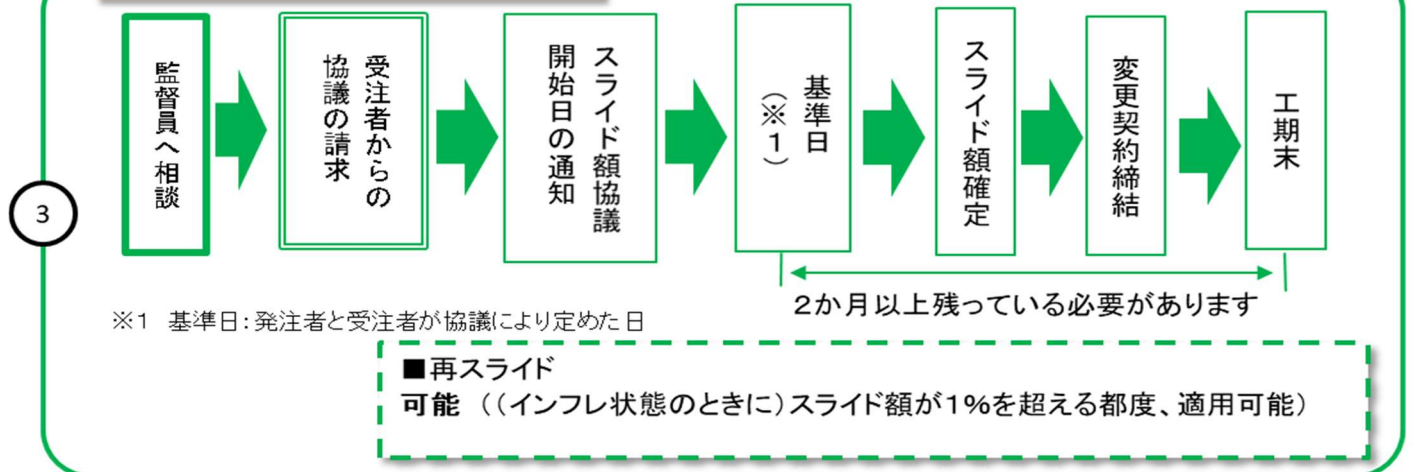 監督員へ相談
受注者からの
協議の請求
スライド額協議
開始日の通知
基準日
（※１）
スライド額確定
変更契約締結
工期末
3
２か月以上残っている必要があります
※1　基準日：発注者と受注者が協議により定めた日
■再スライド
可能　（（インフレ状態のときに）スライド額が1%を超える都度、適用可能）